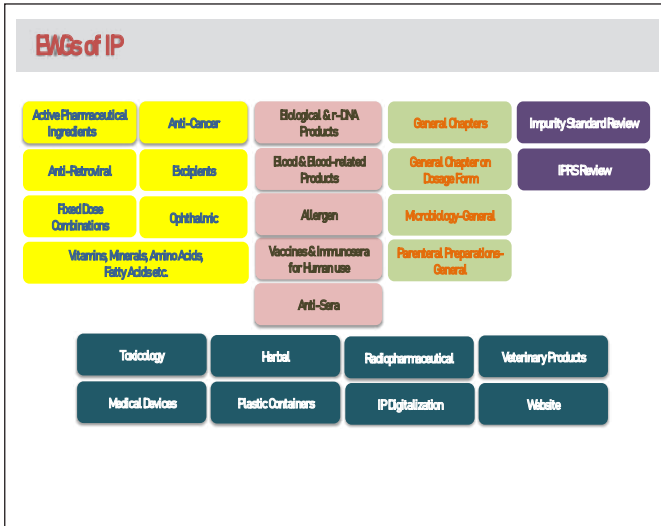 EWGs of IP
Active Pharmaceutical
Ingredients
Anti-Cancer
Biological & r-DNA
Products
General Chapters
Impurity Standard Review
Anti-Retroviral
Excipients
Blood & Blood-related
Products
General Chapter on
Dosage Form
IPRS Review
Fixed Dose
Combinations
Ophthalmic
Allergen
Microbiology-General
Vitamins, Minerals, Amino Acids,
Fatty Acids etc.
Vaccines & Immunosera
for Human use
Parenteral Preparations-
General
Anti-Sera
Toxicology
Herbal
Radiopharmaceutical
Veterinary Products
Medical Devices
Plastic Containers
IP Digitalization
Website